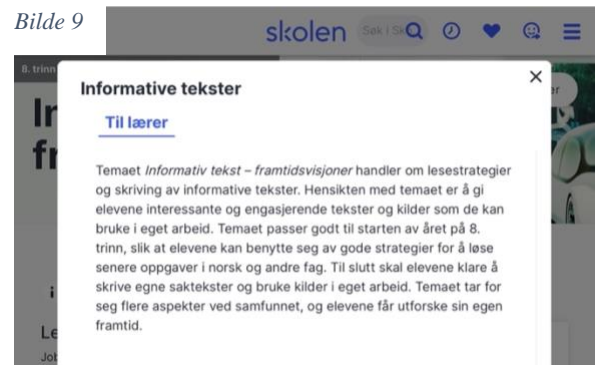 Bilde 9
skolen
Søk i Sk
8. trinn
Informative tekster
Til lærer
Temaet Informativ tekst – framtidsvisjoner handler om lesestrategier
og skriving av informative tekster. Hensikten med temaet er å gi
elevene interessante og engasjerende tekster og kilder som de kan
bruke i eget arbeid. Temaet passer godt til starten av året på 8.
trinn, slik at elevene kan benytte seg av gode strategier for å løse
senere oppgaver i norsk og andre fag. Til slutt skal elevene klare å
skrive egne saktekster og bruke kilder i eget arbeid. Temaet tar for
seg flere aspekter ved samfunnet, og elevene får utforske sin egen
framtid.